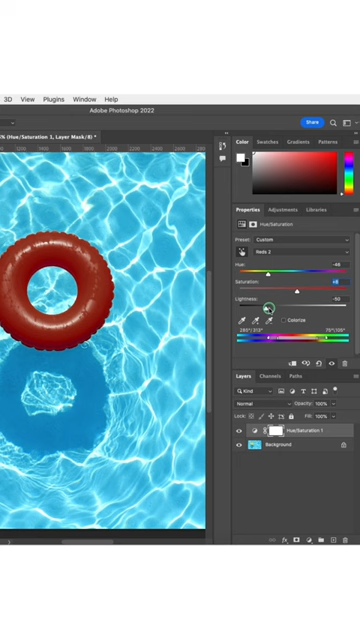 3D View Plugins Window Help
Adobe Photoshop 2022
Share
% (Hue/Saturation 1, Layer Mask/8) *
Color Swatches Gradients Patterns
Properties Adjustments Libraries
Hue/Saturation
Preset: Custom
Reds 2
Hue:
Saturation:
Lightness: -50
Colorize
Layers Channels Paths
Kind
Normal Opacity: 100%
Lock: Fill: 100%
Hue/Saturation 1
Background